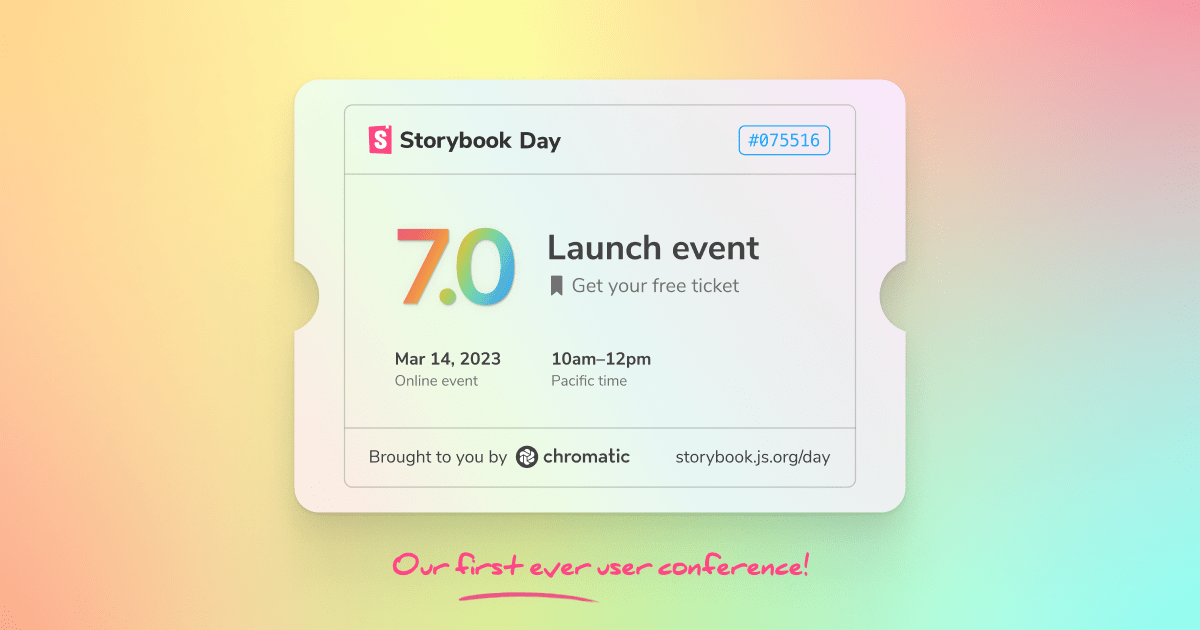 Storybook Day
#075516
7.0
Launch event
Get your free ticket
Mar 14, 2023
Online event
10am–12pm
Pacific time
Brought to you by chromatic
storybook.js.org/day
Our first ever user conference!